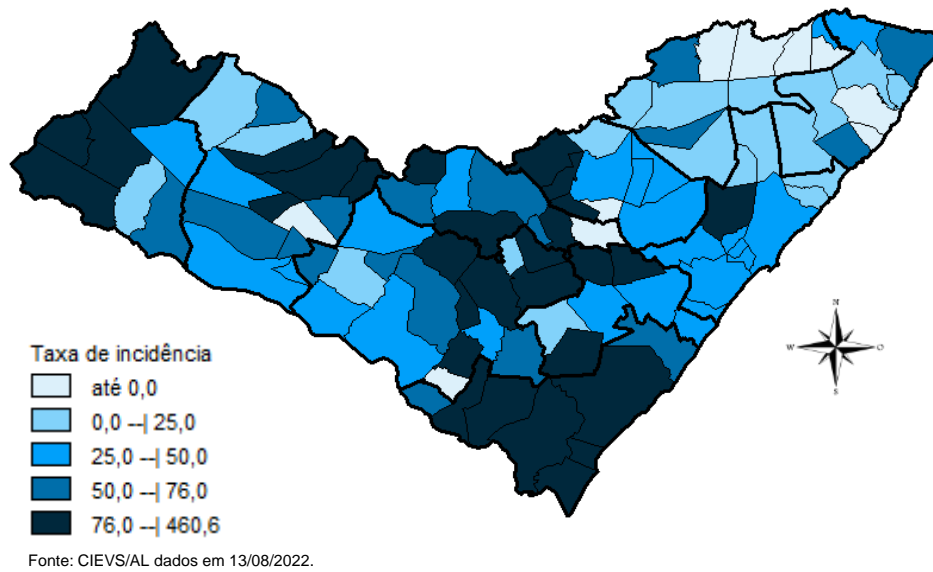 N
W
O
S
Taxa de incidência
até 0,0
0,0 --| 25,0
25,0 --| 50,0
50,0 --| 76,0
76,0 --| 460,6
Fonte: CIEVS/AL dados em 13/08/2022.